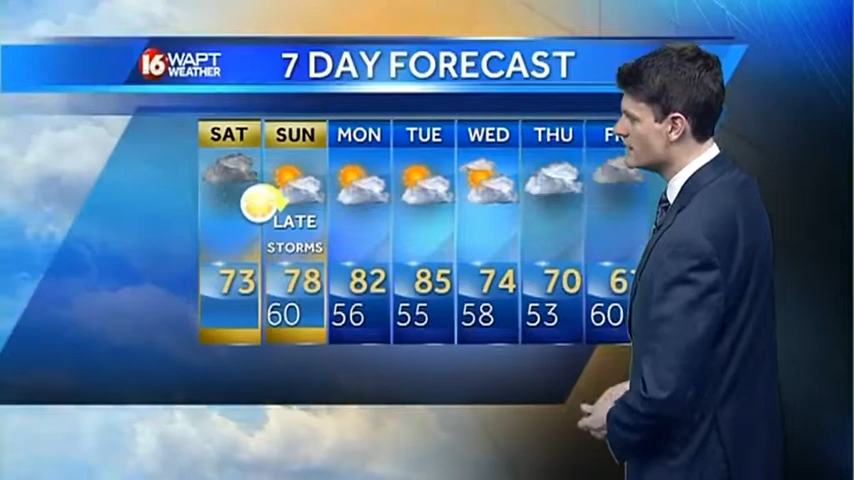 16 WAPT
WEATHER
7 DAY FORECAST
SAT SUN MON TUE WED THU
LATE
STORMS
73 78 82 85 74 70
60 56 55 58 53 60